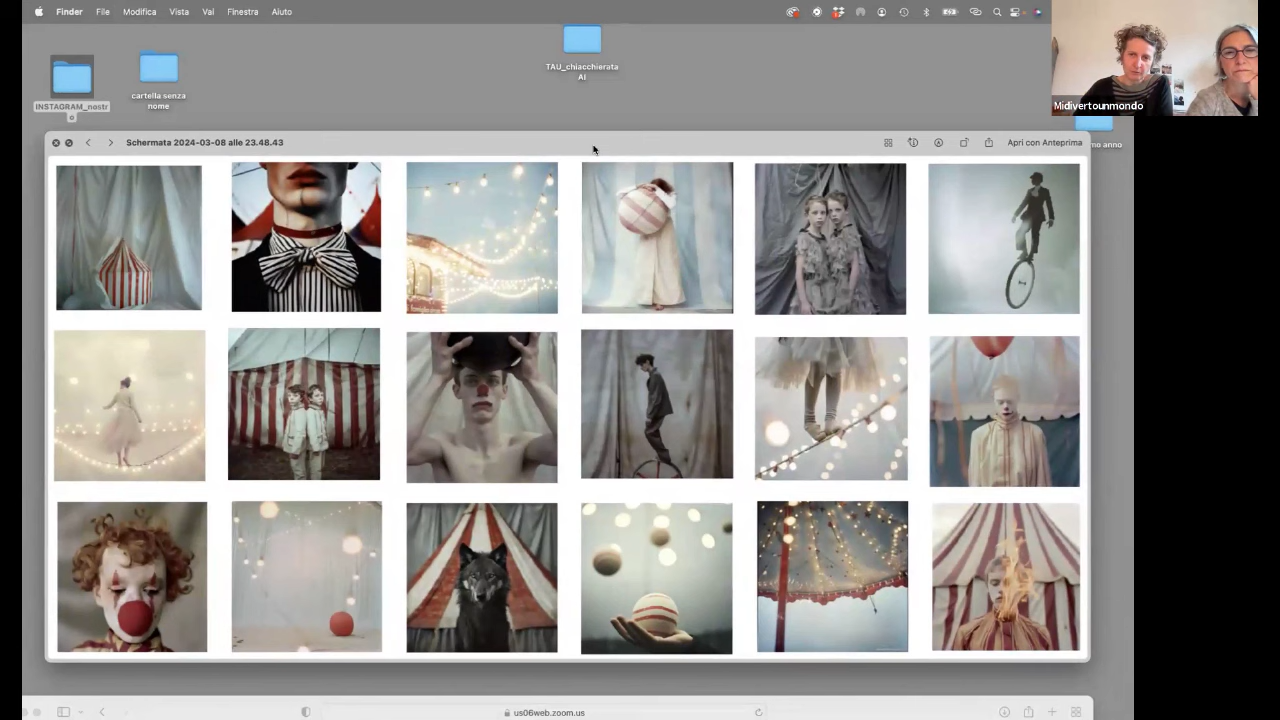 Finder File Modifica Vista Vai Finestra Aiuto
TAU_chiacchierata
AI
INSTAGRAM_nostr
o
cartella senza
nome
Midivertounmondo
mo anno
Schermata 2024-03-08 alle 23.48.43
Apri con Anteprima
us06web.zoom.us